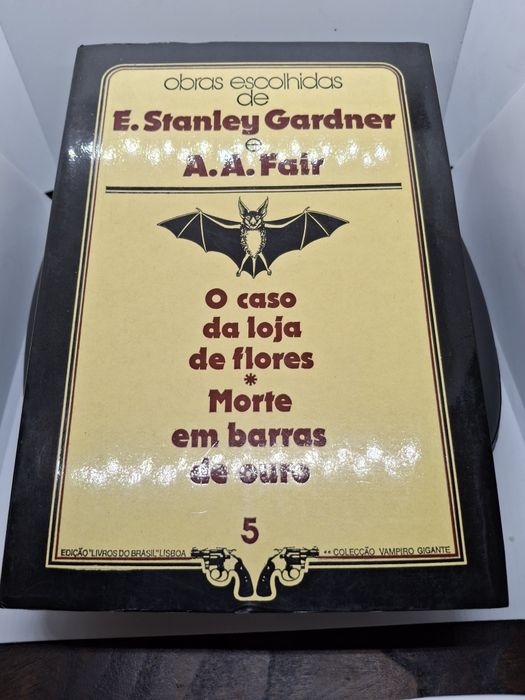 obras escolhidas
de
E. Stanley Gardner
e
A.A. Fair
O caso
da loja
de flores
*
Morte
em barras
de ouro
5
EDIÇÃO "LIVROS DO BRASIL" LISBOA
** COLECÇÃO VAMPIRO GIGANTE